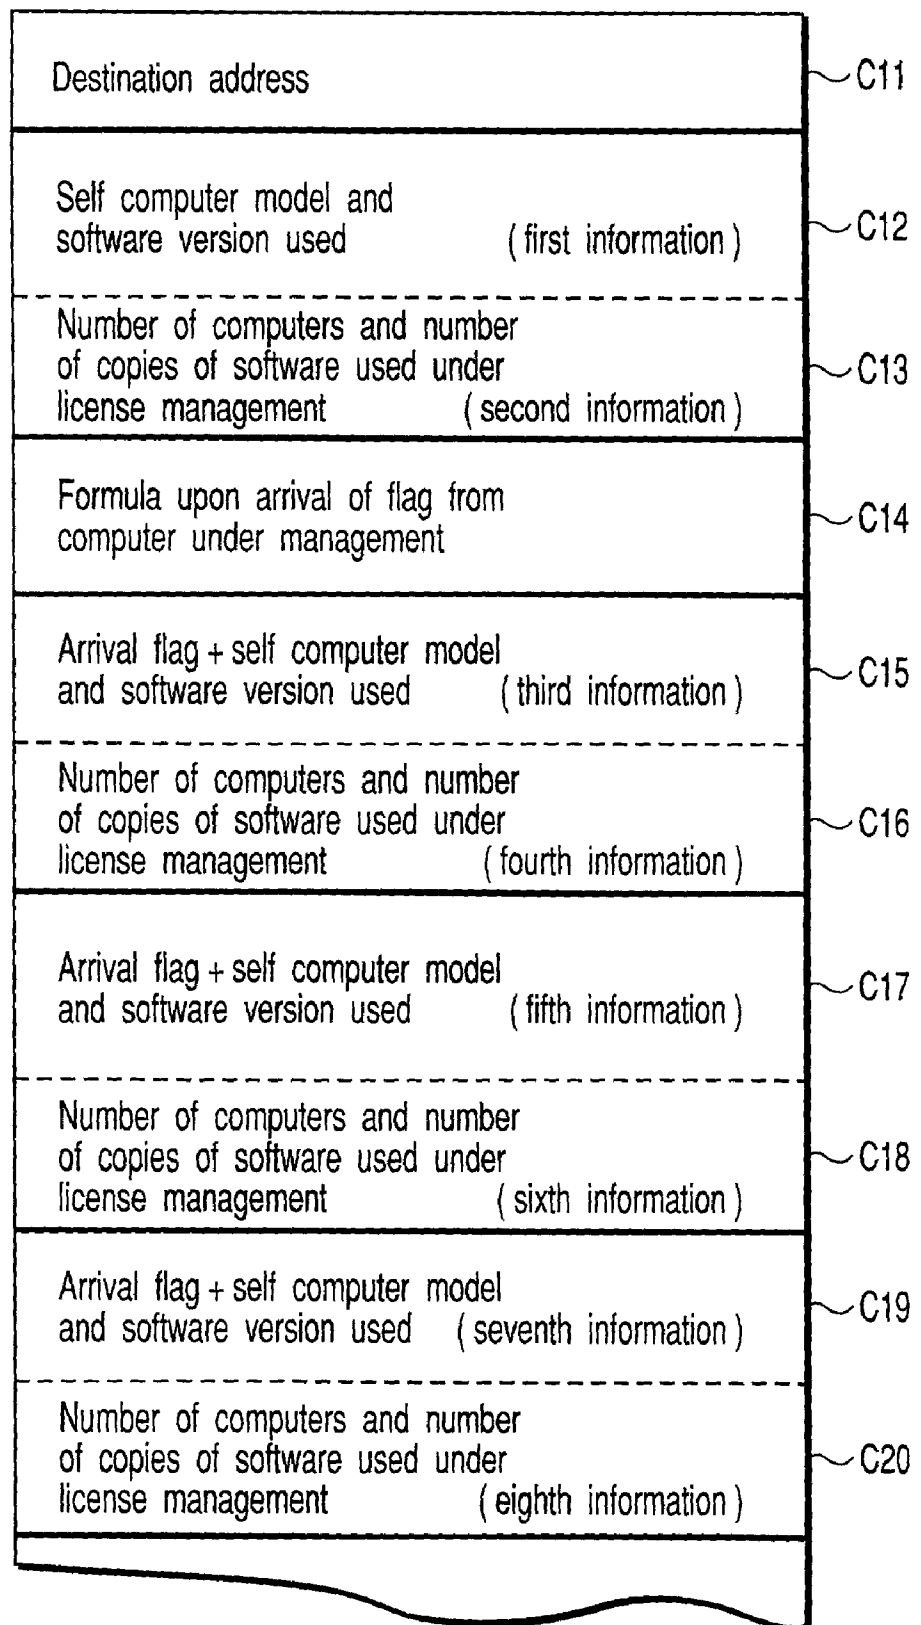 Destination address
C11
Self computer model and
software version used (first information)
C12
Number of computers and number
of copies of software used under
license management (second information)
C13
Formula upon arrival of flag from
computer under management
C14
Arrival flag + self computer model
and software version used (third information)
C15
Number of computers and number
of copies of software used under
license management (fourth information)
C16
Arrival flag + self computer model
and software version used (fifth information)
C17
Number of computers and number
of copies of software used under
license management (sixth information)
C18
Arrival flag + self computer model
and software version used (seventh information)
C19
Number of computers and number
of copies of software used under
license management (eighth information)
C20